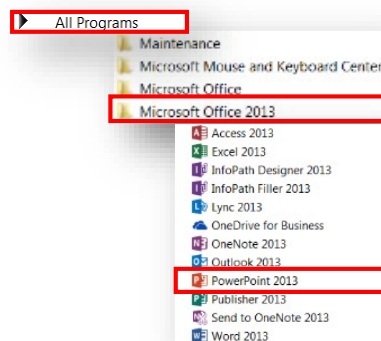 All Programs
Maintenance
Microsoft Mouse and Keyboard Center
Microsoft Office
Microsoft Office 2013
Access 2013
Excel 2013
InfoPath Designer 2013
InfoPath Filler 2013
Lync 2013
OneDrive for Business
OneNote 2013
Outlook 2013
PowerPoint 2013
Publisher 2013
Send to OneNote 2013
Word 2013